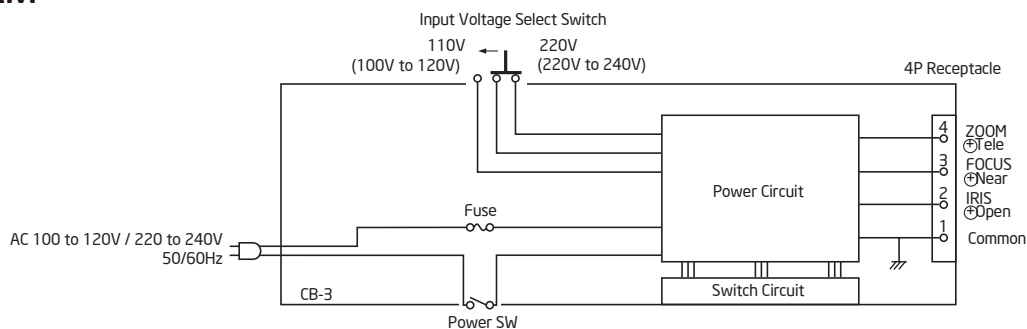 Input Voltage Select Switch
110V
(100V to 120V)
220V
(220V to 240V)
4P Receptacle
4
ZOOM
⊕Tele
3
FOCUS
⊕Near
2
IRIS
⊕Open
1
Common
Power Circuit
Fuse
AC 100 to 120V / 220 to 240V
50/60Hz
CB-3
Switch Circuit
Power SW